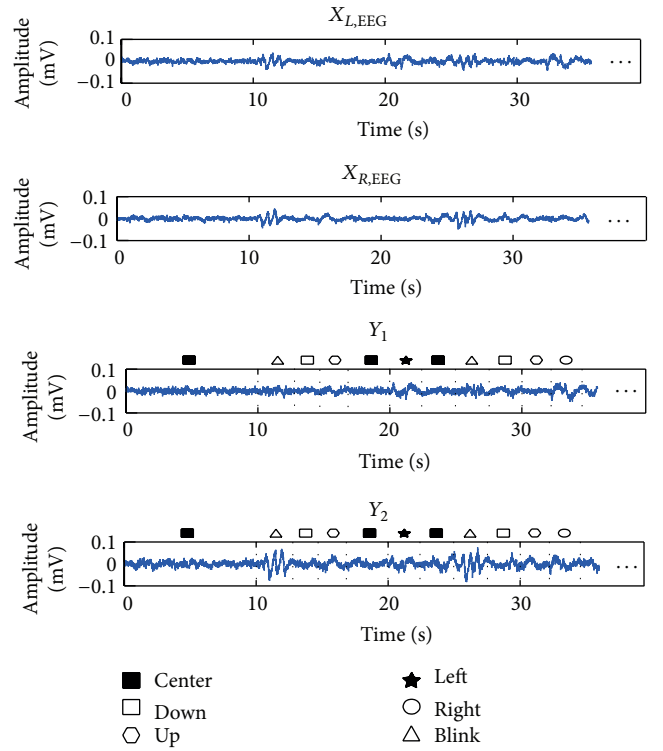 X_L,EEG
Amplitude (mV)
0.1
0
−0.1
0 10 20 30
...
Time (s)
X_R,EEG
Amplitude (mV)
0.1
0
−0.1
0 10 20 30
...
Time (s)
Y_1
Amplitude (mV)
0.1
0
−0.1
0 10 20 30
...
Time (s)
Y_2
Amplitude (mV)
0.1
0
−0.1
0 10 20 30
...
Time (s)
Center
Down
Up
Left
Right
Blink